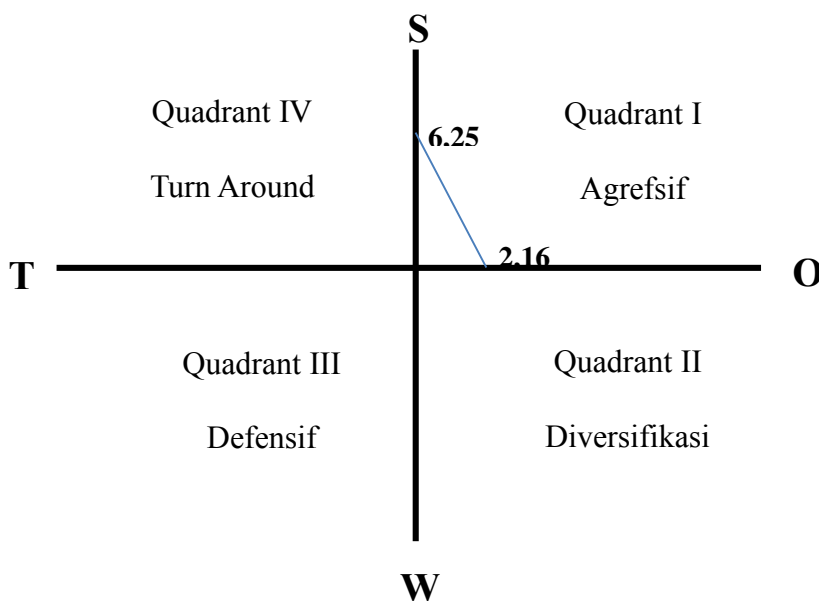 S
Quadrant IV
Quadrant I
6,25
Turn Around
Agrefsif
2,16
T
O
Quadrant III
Quadrant II
Defensif
Diversifikasi
W